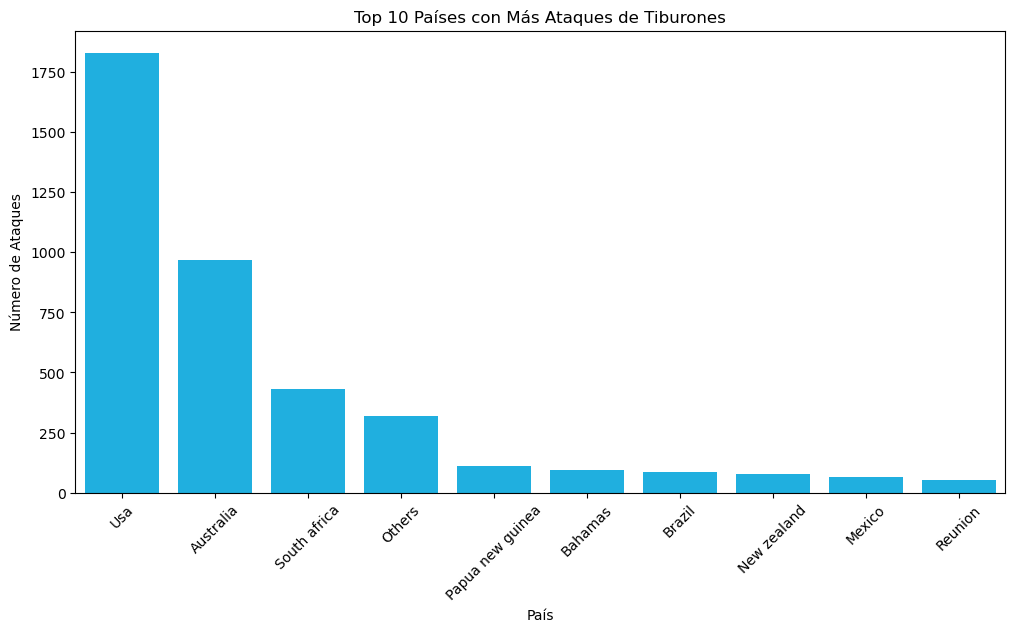 Top 10 Países con Más Ataques de Tiburones
Número de Ataques
1750
1500
1250
1000
750
500
250
0
Usa
Australia
South africa
Others
Papua new guinea
Bahamas
Brazil
New zealand
Mexico
Reunion
País